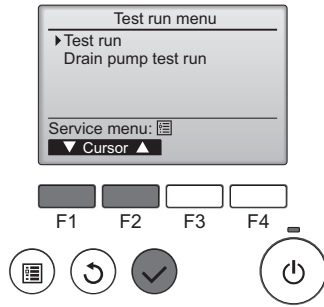 Test run menu
Test run
Drain pump test run
Service menu:
Cursor
F1 F2 F3 F4